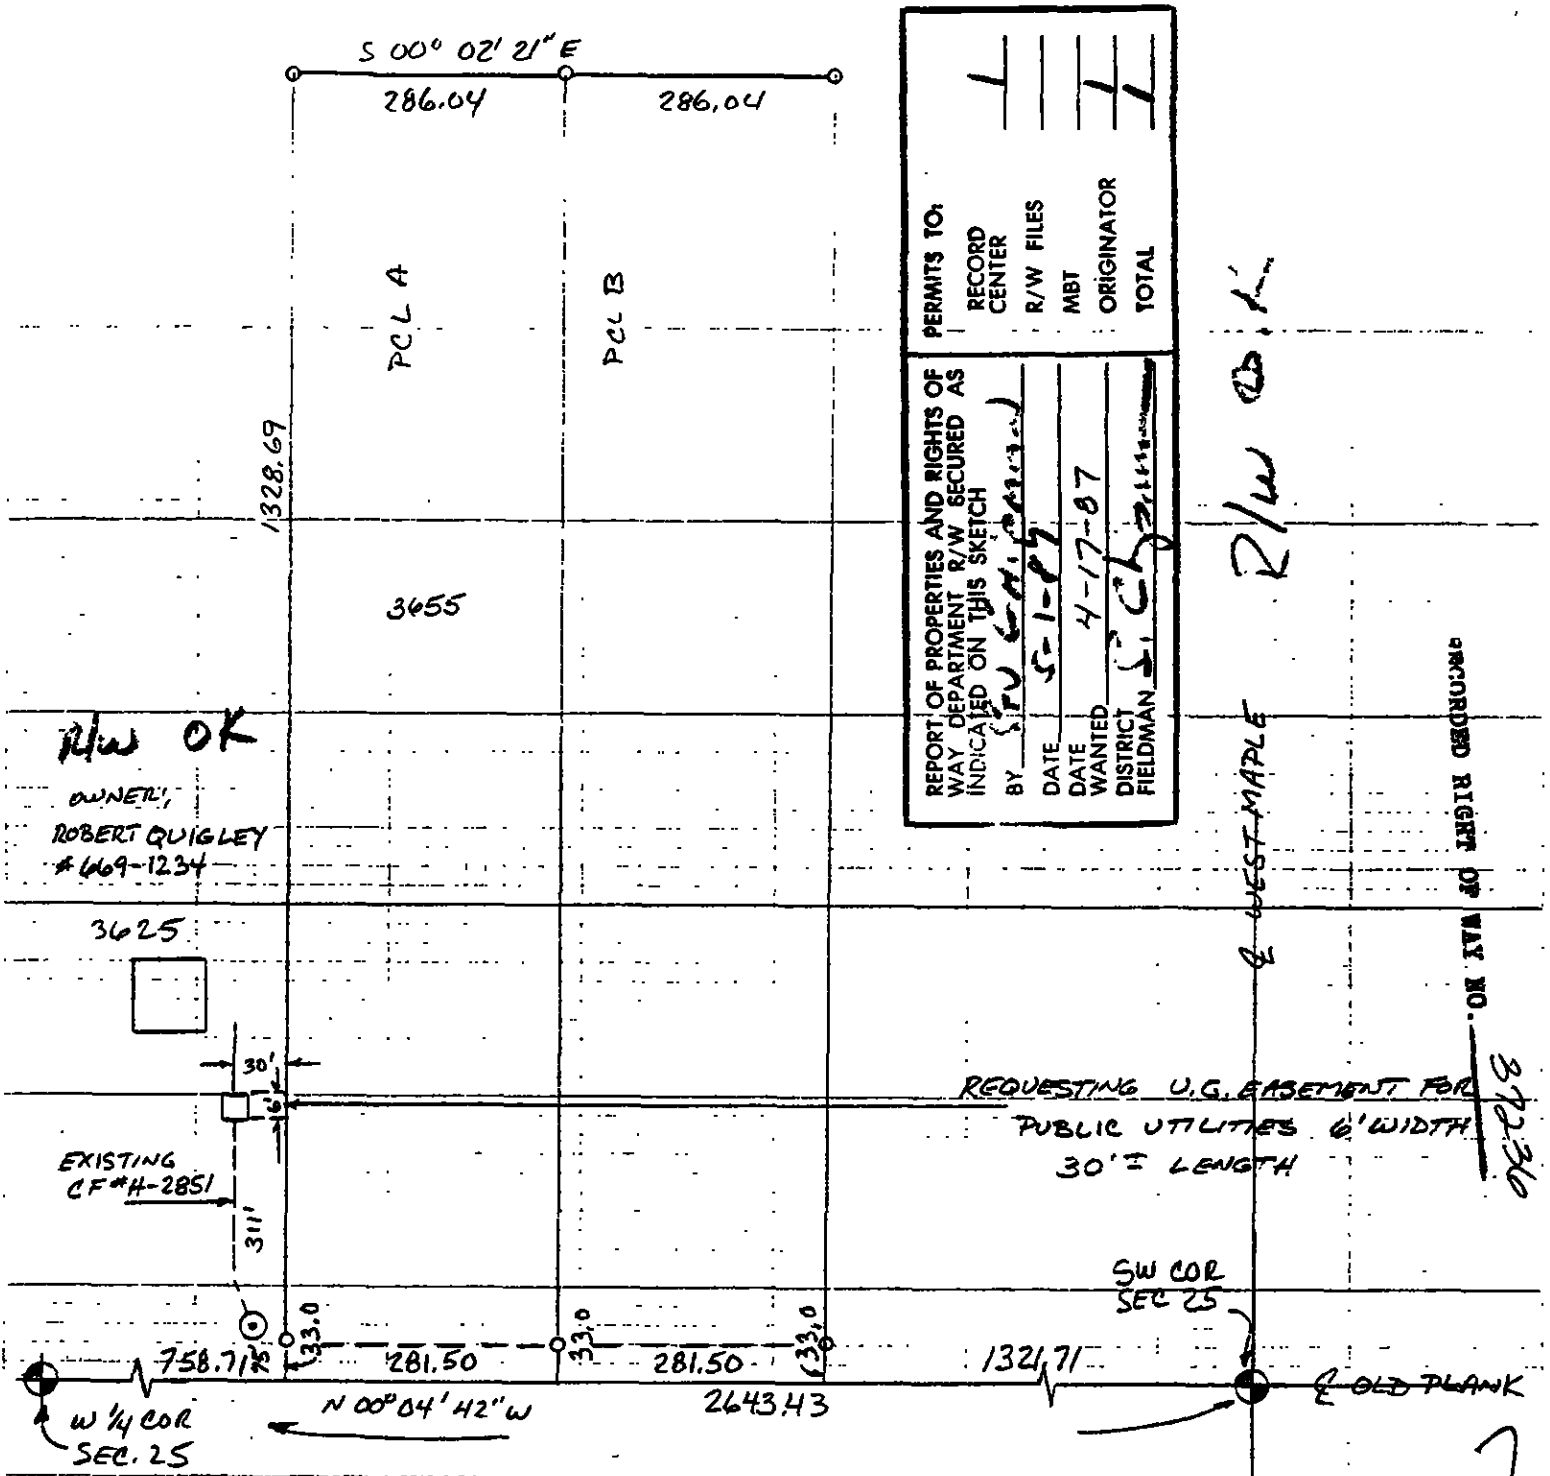 S 00° 02' 21" E
286.04
286.04
PCL A
PCL B
1328.69
3655
R/W OK
OWNER,
ROBERT QUIGLEY
# 669-1234
3625
30'
6'
EXISTING
CF #H-2851
311'
758.71
75'
(33.0
281.50
33.0
281.50
(33.0
1321.71
N 00° 04' 42" W
2643.43
W 1/4 COR
SEC. 25
SW COR
SEC 25
℄ OLD PLANK
℄ WEST MAPLE
REQUESTING U.G. EASEMENT FOR
PUBLIC UTILITIES 6' WIDTH
30' ± LENGTH
REPORT OF PROPERTIES AND RIGHTS OF
WAY DEPARTMENT R/W SECURED AS
INDICATED ON THIS SKETCH
BY
DATE 5-1-87
DATE
WANTED 4-17-87
DISTRICT
FIELDMAN
PERMITS TO:
RECORD
CENTER 1
R/W FILES
MBT
ORIGINATOR 1
TOTAL 1
R/W
RECORDED RIGHT OF WAY NO. 87236